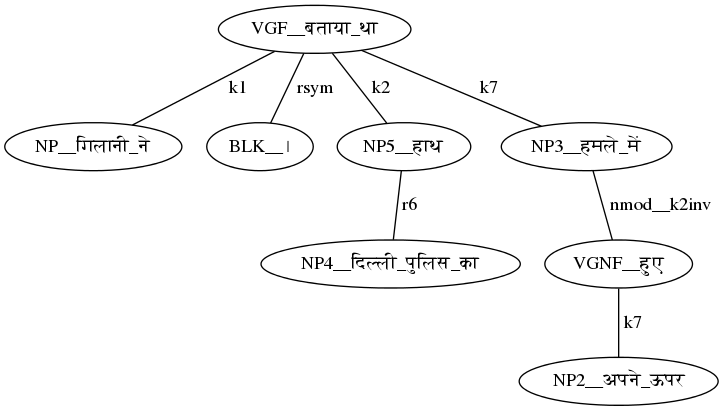 VGF__बताया_था
k1
rsym
k2
k7
NP__गिलानी_ने
BLK__।
NP5__हाथ
NP3__हमले_में
r6
nmod__k2inv
NP4__दिल्ली_पुलिस_का
VGNF__हुए
k7
NP2__अपने_ऊपर